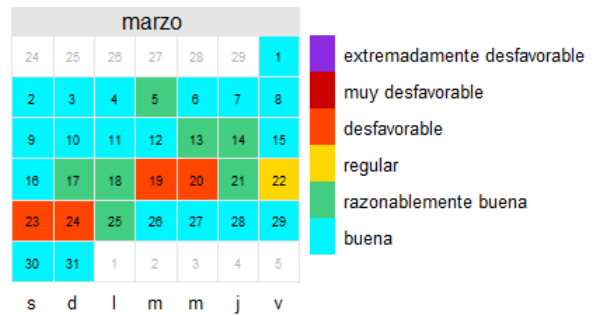 marzo
24 25 26 27 28 29 1
2 3 4 5 6 7 8
9 10 11 12 13 14 15
16 17 18 19 20 21 22
23 24 25 26 27 28 29
30 31 1 2 3 4 5
s d l m m j v
extremadamente desfavorable
muy desfavorable
desfavorable
regular
razonablemente buena
buena